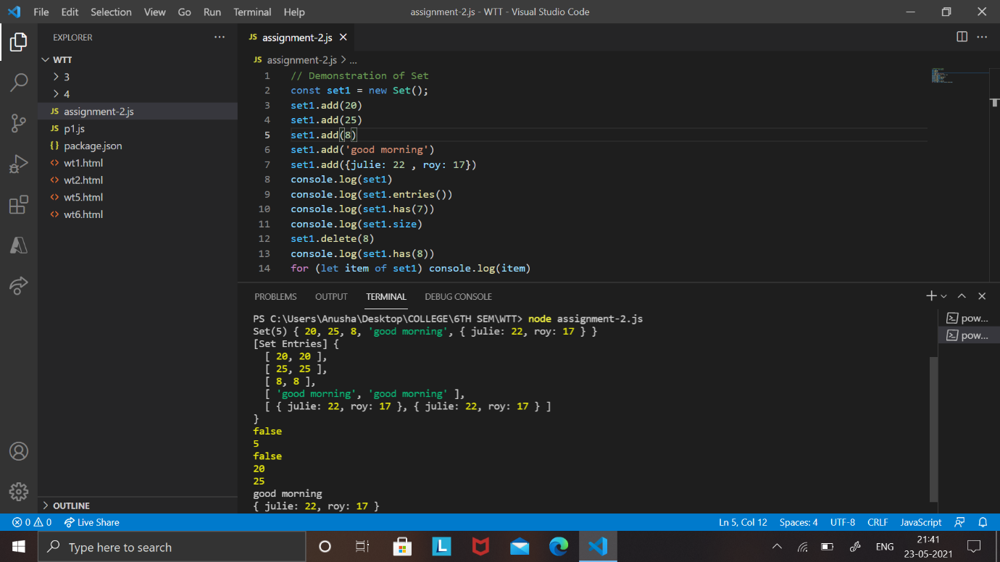 File Edit Selection View Go Run Terminal Help assignment-2.js - WTT - Visual Studio Code
EXPLORER ···
WTT
3
4
JS assignment-2.js
JS p1.js
{} package.json
<> wt1.html
<> wt2.html
<> wt5.html
<> wt6.html
OUTLINE
JS assignment-2.js
JS assignment-2.js > ...
1 // Demonstration of Set
2 const set1 = new Set();
3 set1.add(20)
4 set1.add(25)
5 set1.add(8)
6 set1.add('good morning')
7 set1.add({julie: 22 , roy: 17})
8 console.log(set1)
9 console.log(set1.entries())
10 console.log(set1.has(7))
11 console.log(set1.size)
12 set1.delete(8)
13 console.log(set1.has(8))
14 for (let item of set1) console.log(item)
PROBLEMS OUTPUT TERMINAL DEBUG CONSOLE
PS C:\Users\Anusha\Desktop\COLLEGE\6TH SEM\WTT> node assignment-2.js
Set(5) { 20, 25, 8, 'good morning', { julie: 22, roy: 17 } }
[Set Entries] {
  [ 20, 20 ],
  [ 25, 25 ],
  [ 8, 8 ],
  [ 'good morning', 'good morning' ],
  [ { julie: 22, roy: 17 }, { julie: 22, roy: 17 } ]
}
false
5
false
20
25
good morning
{ julie: 22, roy: 17 }
pow...
pow...
0 0 Live Share Ln 5, Col 12 Spaces: 4 UTF-8 CRLF JavaScript
Type here to search L ENG 21:41
23-05-2021